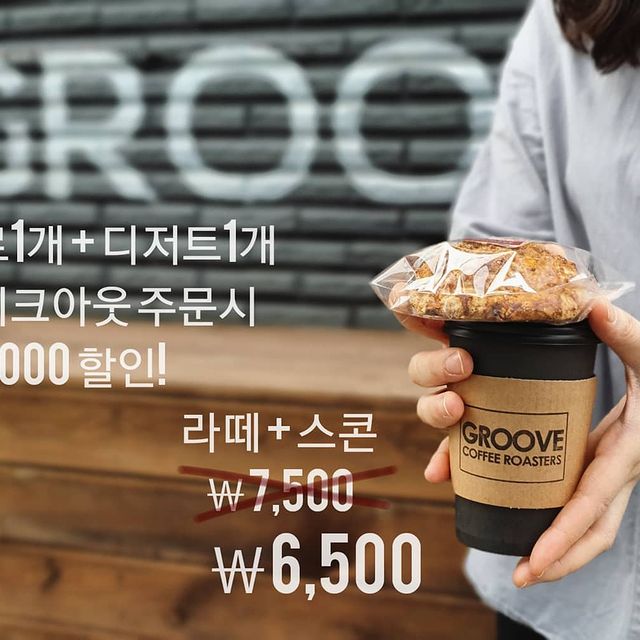 GROO
1개 + 디저트1개
크아웃 주문시
000 할인!
라떼 + 스콘
₩7,500
₩6,500
GROOVE
COFFEE ROASTERS